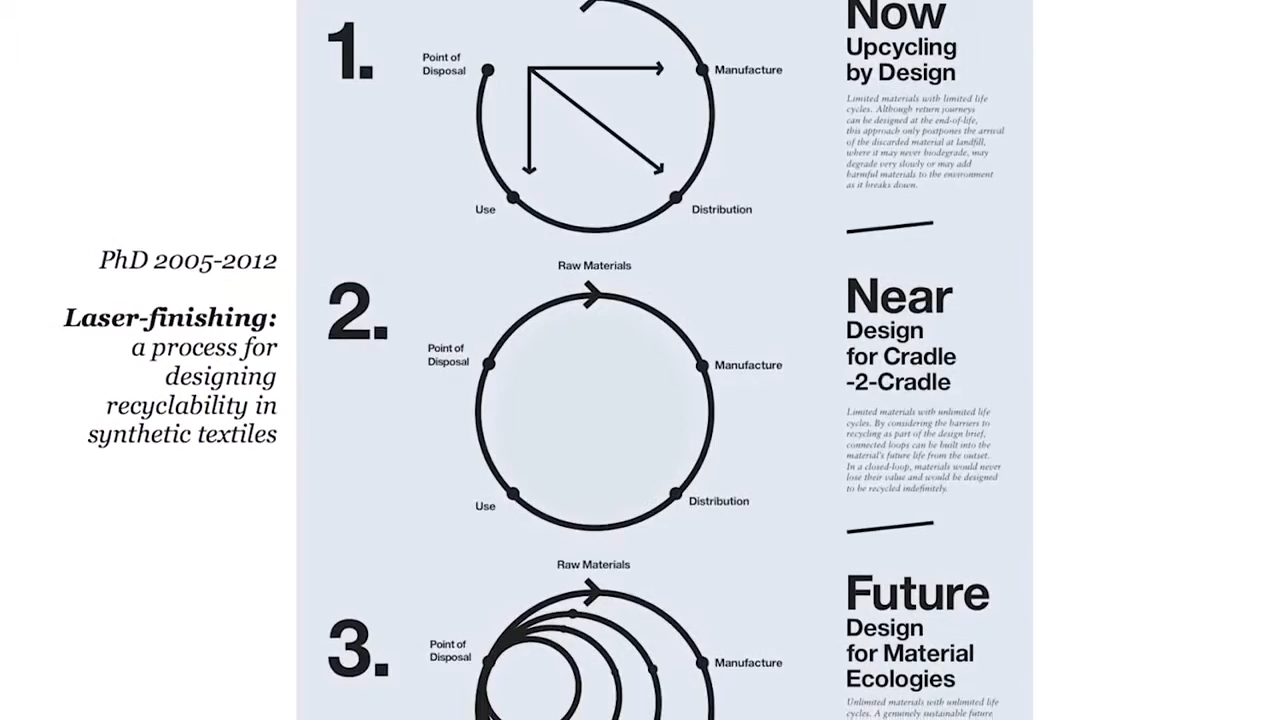 PhD 2005-2012
Laser-finishing:
a process for
designing
recyclability in
synthetic textiles
1.
Point of
Disposal
Manufacture
Use
Distribution
Now
Upcycling
by Design
Limited materials with limited life
cycles. Although return journeys
can be designed at the end-of-life,
this approach only postpones the arrival
of the discarded material at landfill,
where it may never biodegrade, may
degrade very slowly or may add
harmful materials to the environment
as it breaks down.
2.
Raw Materials
Point of
Disposal
Manufacture
Use
Distribution
Near
Design
for Cradle
-2-Cradle
Limited materials with unlimited life
cycles. By considering the barriers to
recycling as part of the design brief,
connected loops can be built into the
material's future life from the outset.
In a closed-loop, materials would never
lose their value and would be designed
to be recycled indefinitely.
3.
Raw Materials
Point of
Disposal
Manufacture
Future
Design
for Material
Ecologies
Unlimited materials with unlimited life
cycles. A genuinely sustainable future